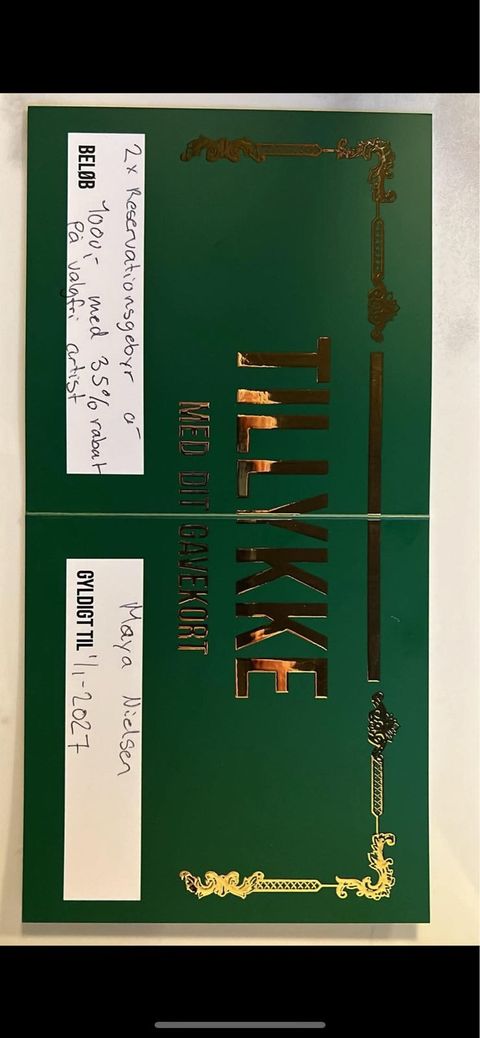 TILLYKKE
MED DIT GAVEKORT
2x Reservationsgebyr á
BELØB 400,- med 35% rabat
På valgfri artist
Maya Nielsen
GYLDIGT TIL 1/1-2027